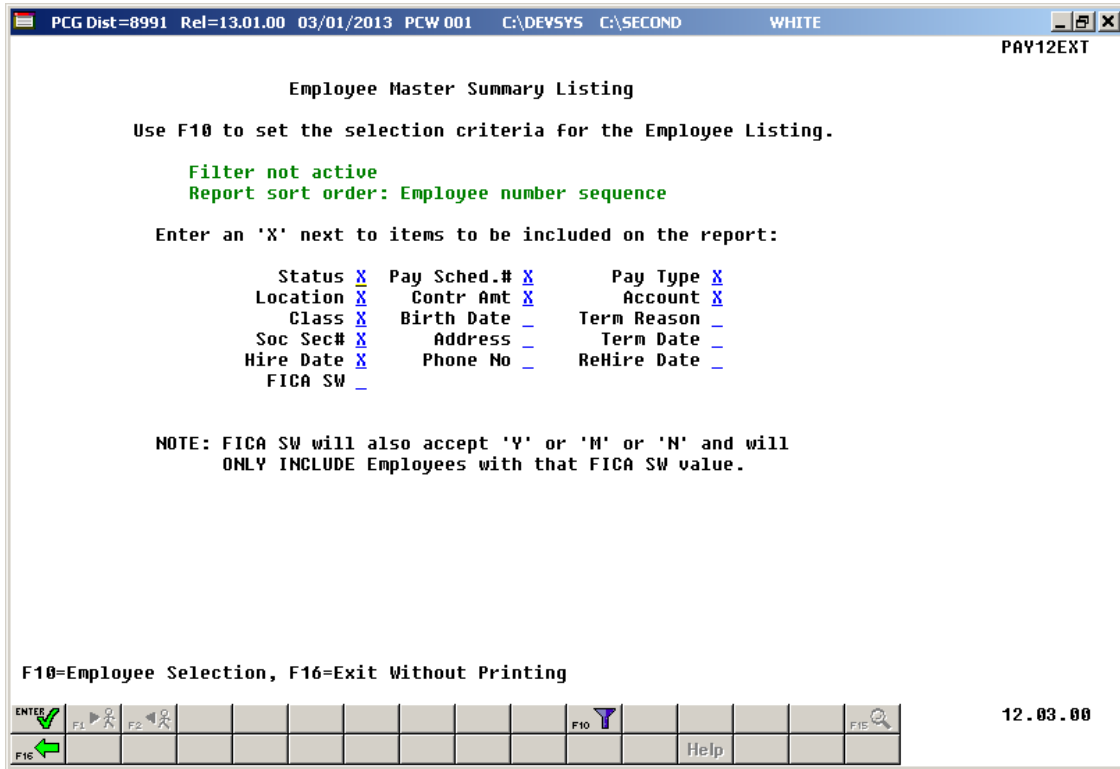 PCG Dist=8991 Rel=13.01.00 03/01/2013 PCW 001 C:\DEVSYS C:\SECOND WHITE
PAY12EXT
Employee Master Summary Listing
Use F10 to set the selection criteria for the Employee Listing.
Filter not active
Report sort order: Employee number sequence
Enter an 'X' next to items to be included on the report:
Status X Pay Sched.# X Pay Type X
Location X Contr Amt X Account X
Class X Birth Date _ Term Reason _
Soc Sec# X Address _ Term Date _
Hire Date X Phone No _ ReHire Date _
FICA SW _
NOTE: FICA SW will also accept 'Y' or 'M' or 'N' and will
ONLY INCLUDE Employees with that FICA SW value.
F10=Employee Selection, F16=Exit Without Printing
ENTER F1 F2 F10 F15 12.03.00
F16 Help